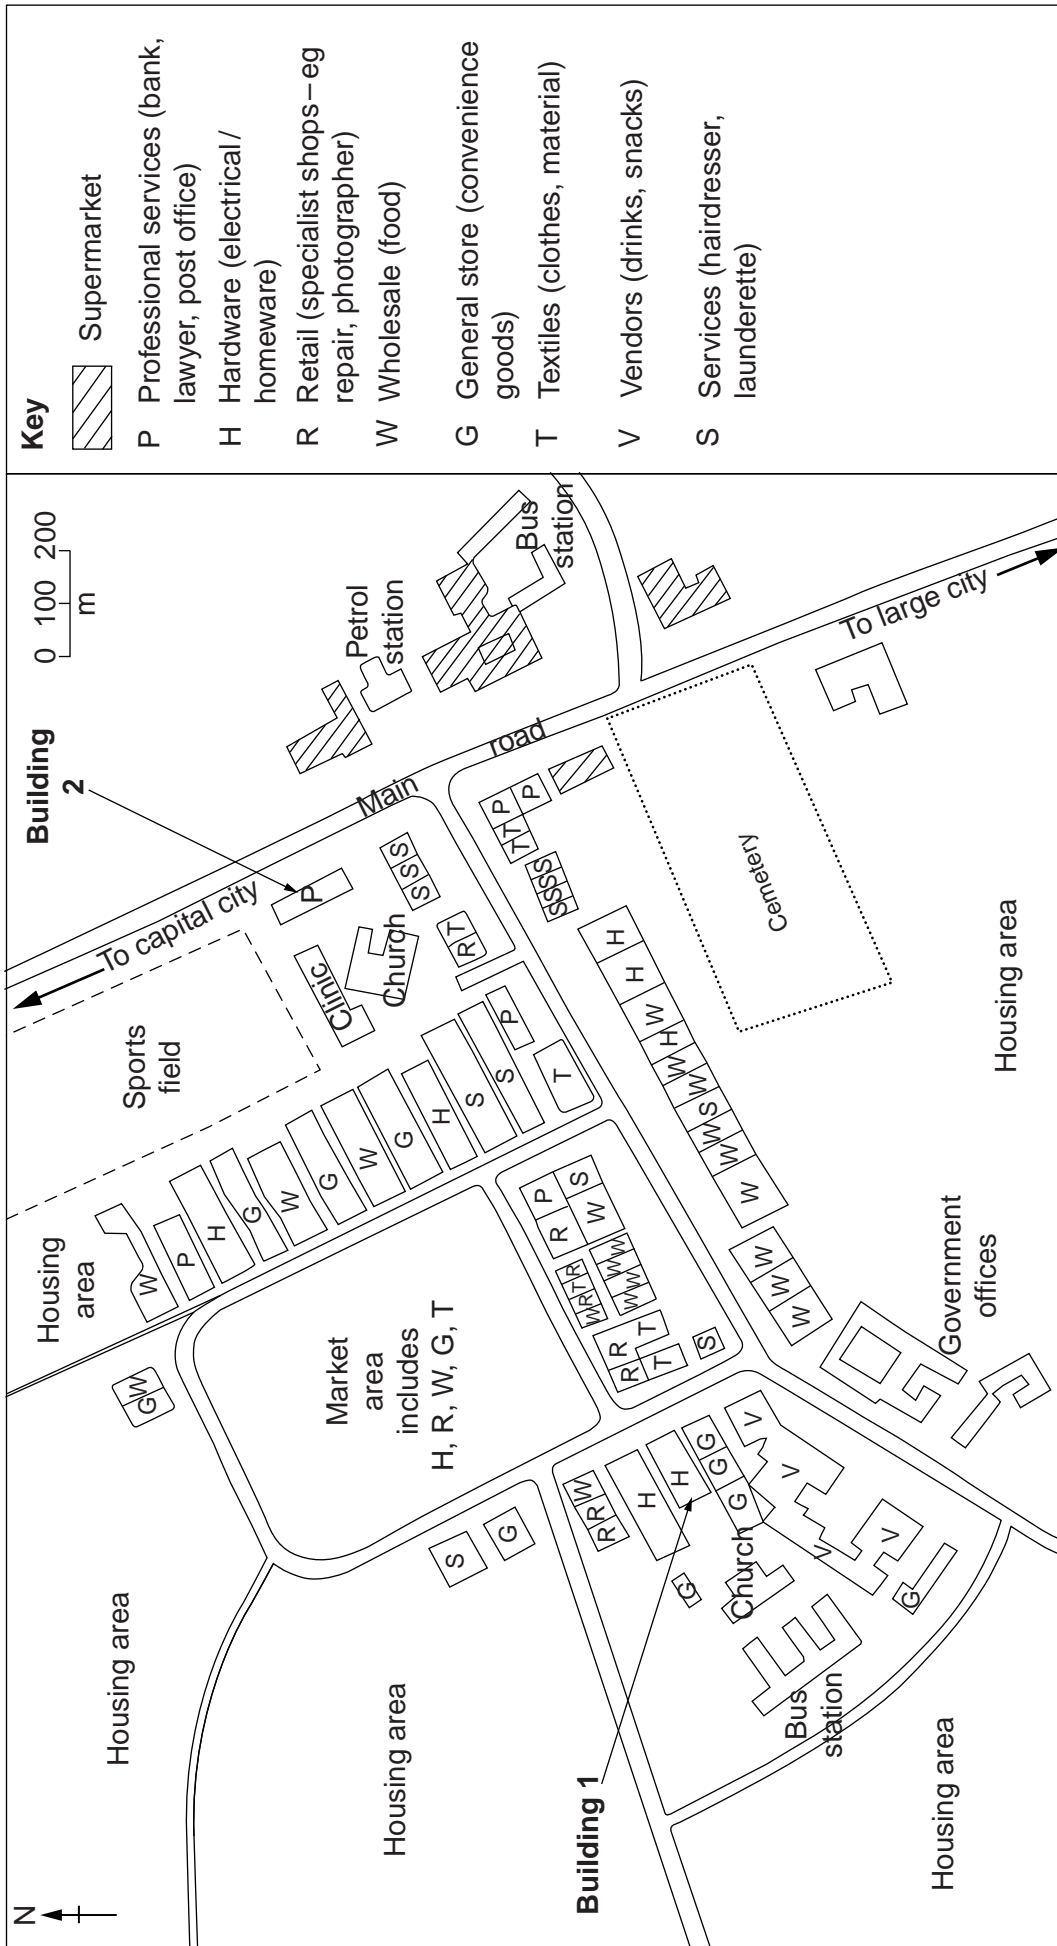 N
Housing area
Housing area
Housing
area
Sports
field
To capital city
Building
2
0 100 200
m
G W
W
P
H
G
W
G
W
G
H
S
S
P
T
Clinic
Church
P
S S S
R T
Main
road
Petrol
station
Bus
station
Market
area
includes
H, R, W, G, T
S
G
R R W
H
H
G G G
G
Building 1
Church
V
V
V
V
G
Bus
station
Housing area
W R T R
R P
W S
W W W W
R R
T T
S
W W W
W W W S W W H W H H
S S S S
T T P
P
Cemetery
To large city
Government
offices
Housing area
Key
Supermarket
P Professional services (bank,
lawyer, post office)
H Hardware (electrical/
homeware)
R Retail (specialist shops–eg
repair, photographer)
W Wholesale (food)
G General store (convenience
goods)
T Textiles (clothes, material)
V Vendors (drinks, snacks)
S Services (hairdresser,
launderette)